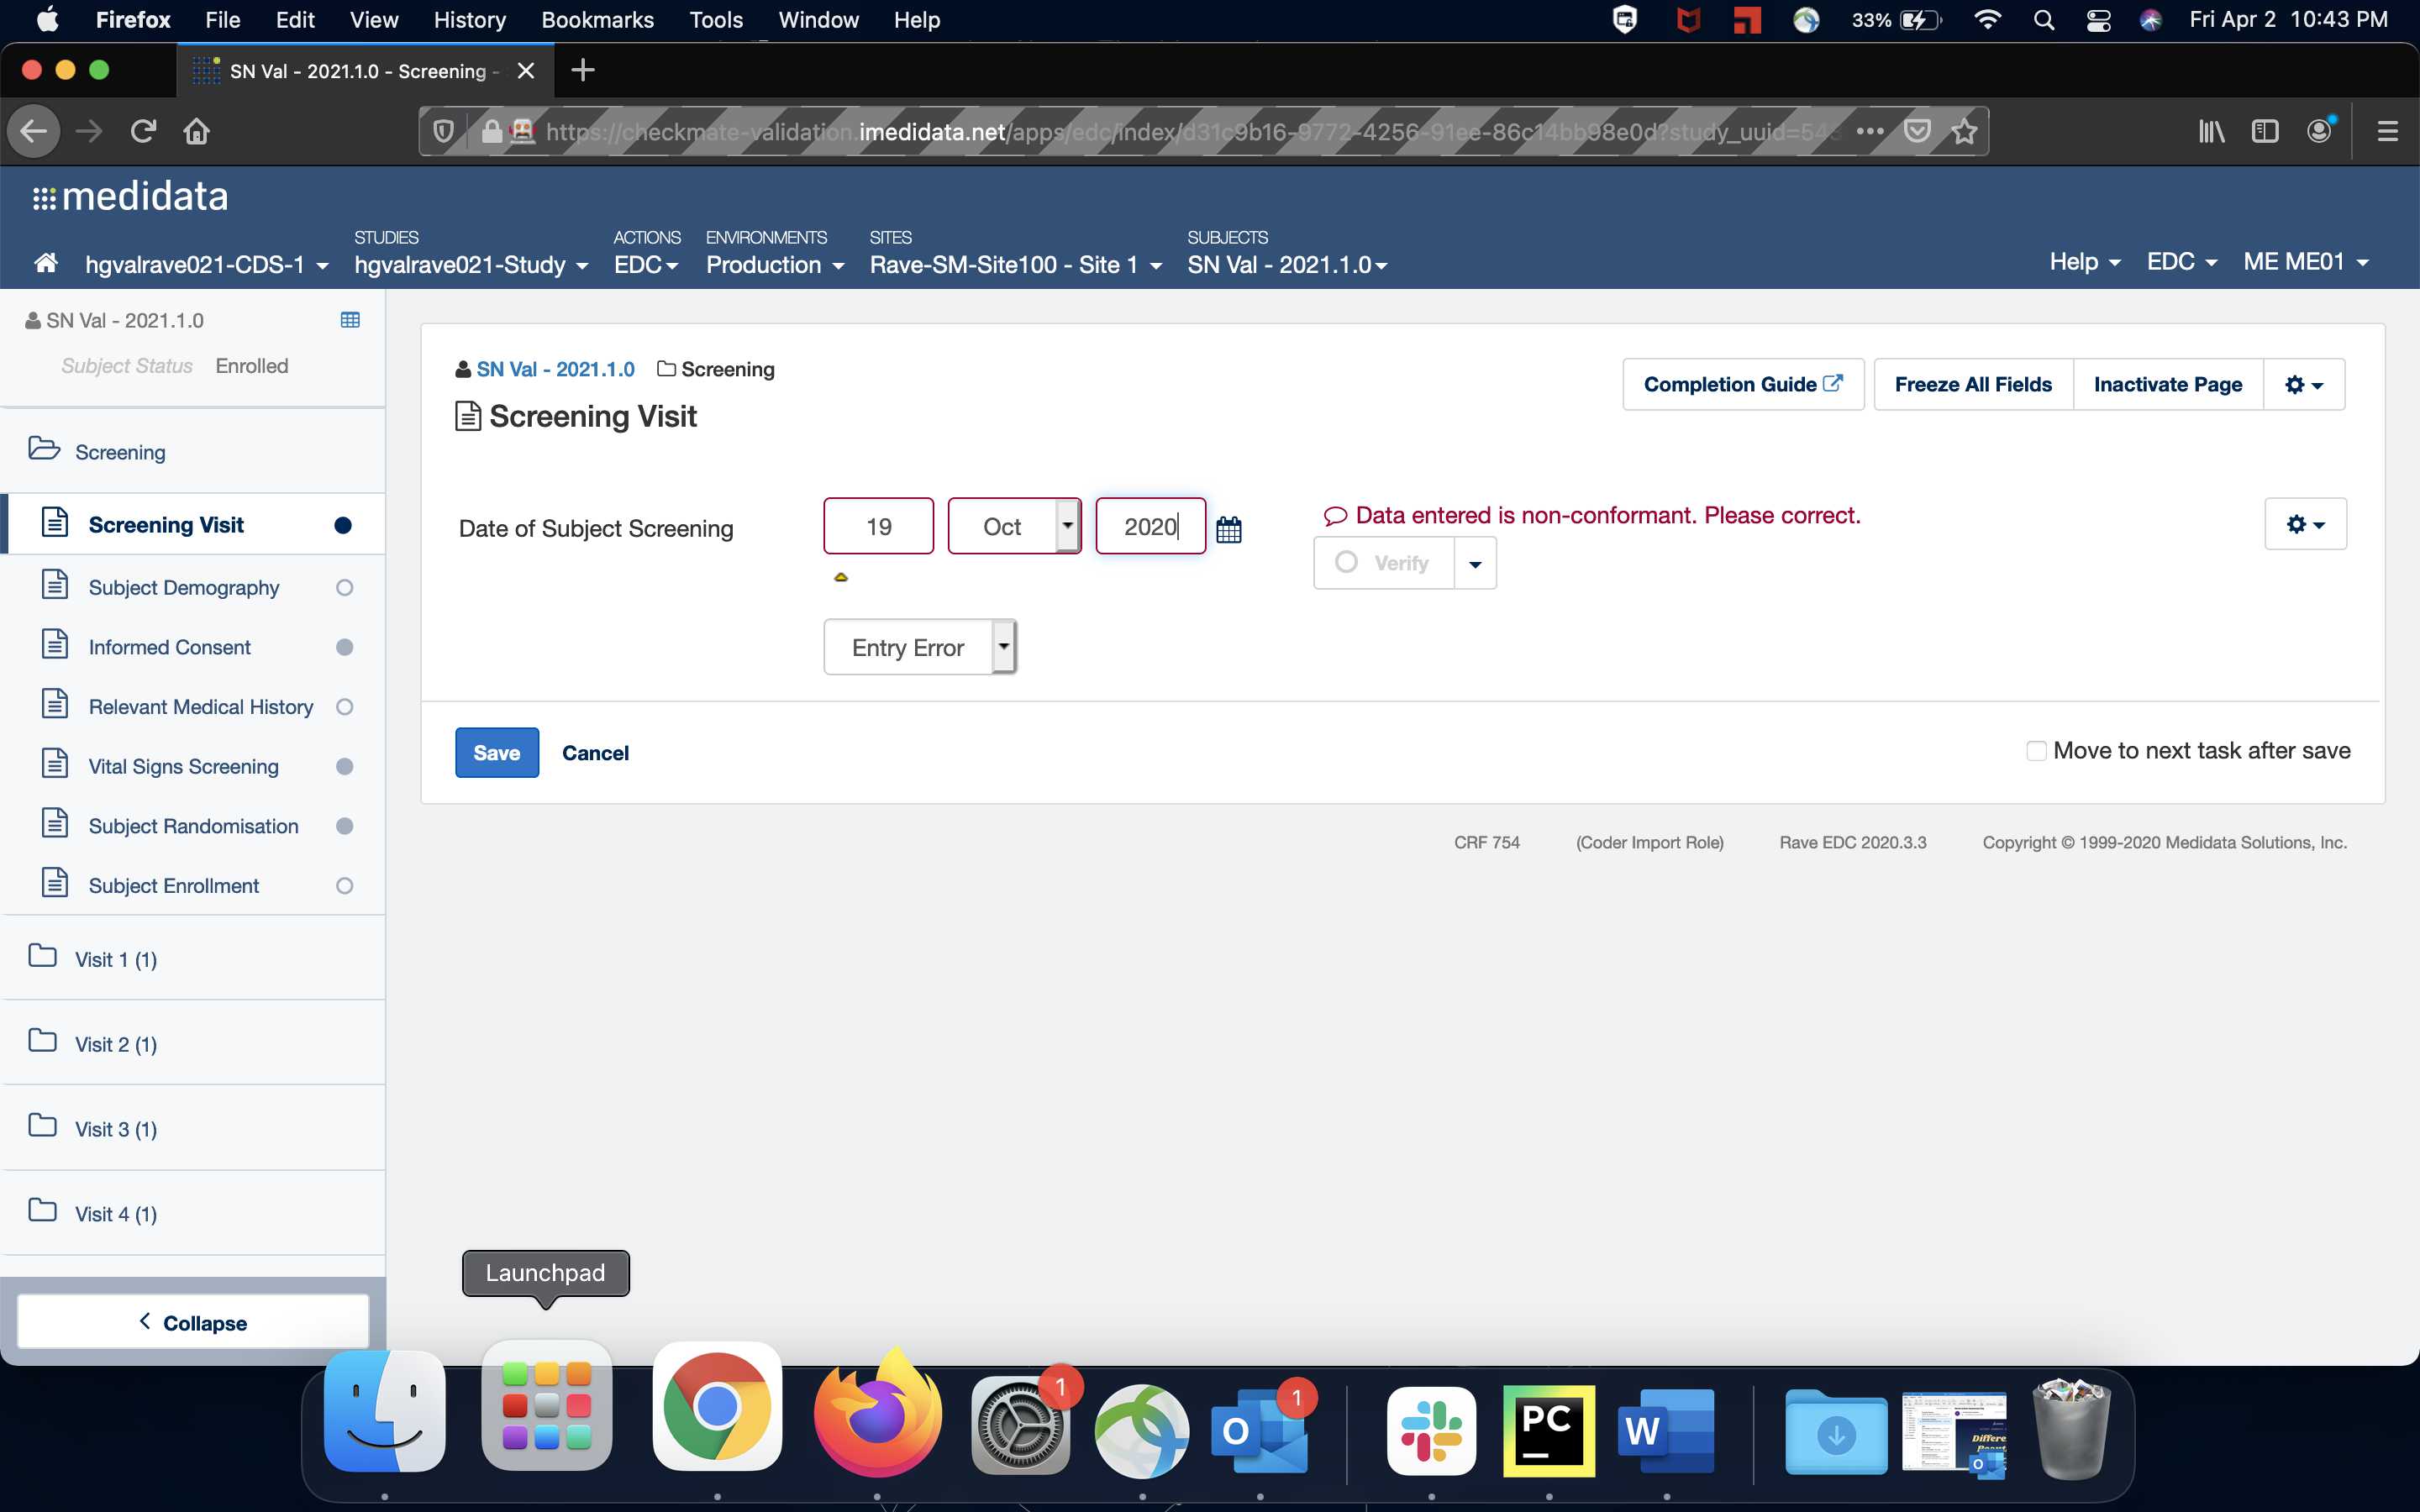 Firefox File Edit View History Bookmarks Tools Window Help 33% Fri Apr 2 10:43 PM
SN Val - 2021.1.0 - Screening -
https://checkmate-validation.imedidata.net/apps/edc/index/d31c9b16-9772-4256-91ee-86c14bb98e0d?study_uuid=54
medidata
STUDIES ACTIONS ENVIRONMENTS SITES SUBJECTS
hgvalrave021-CDS-1 hgvalrave021-Study EDC Production Rave-SM-Site100 - Site 1 SN Val - 2021.1.0 Help EDC ME ME01
SN Val - 2021.1.0
Subject Status Enrolled
Screening
Screening Visit
Subject Demography
Informed Consent
Relevant Medical History
Vital Signs Screening
Subject Randomisation
Subject Enrollment
Visit 1 (1)
Visit 2 (1)
Visit 3 (1)
Visit 4 (1)
Collapse
SN Val - 2021.1.0 Screening
Screening Visit
Completion Guide Freeze All Fields Inactivate Page
Date of Subject Screening 19 Oct 2020 Data entered is non-conformant. Please correct.
Verify
Entry Error
Save Cancel Move to next task after save
CRF 754 (Coder Import Role) Rave EDC 2020.3.3 Copyright © 1999-2020 Medidata Solutions, Inc.
Launchpad
1 1
O PC W